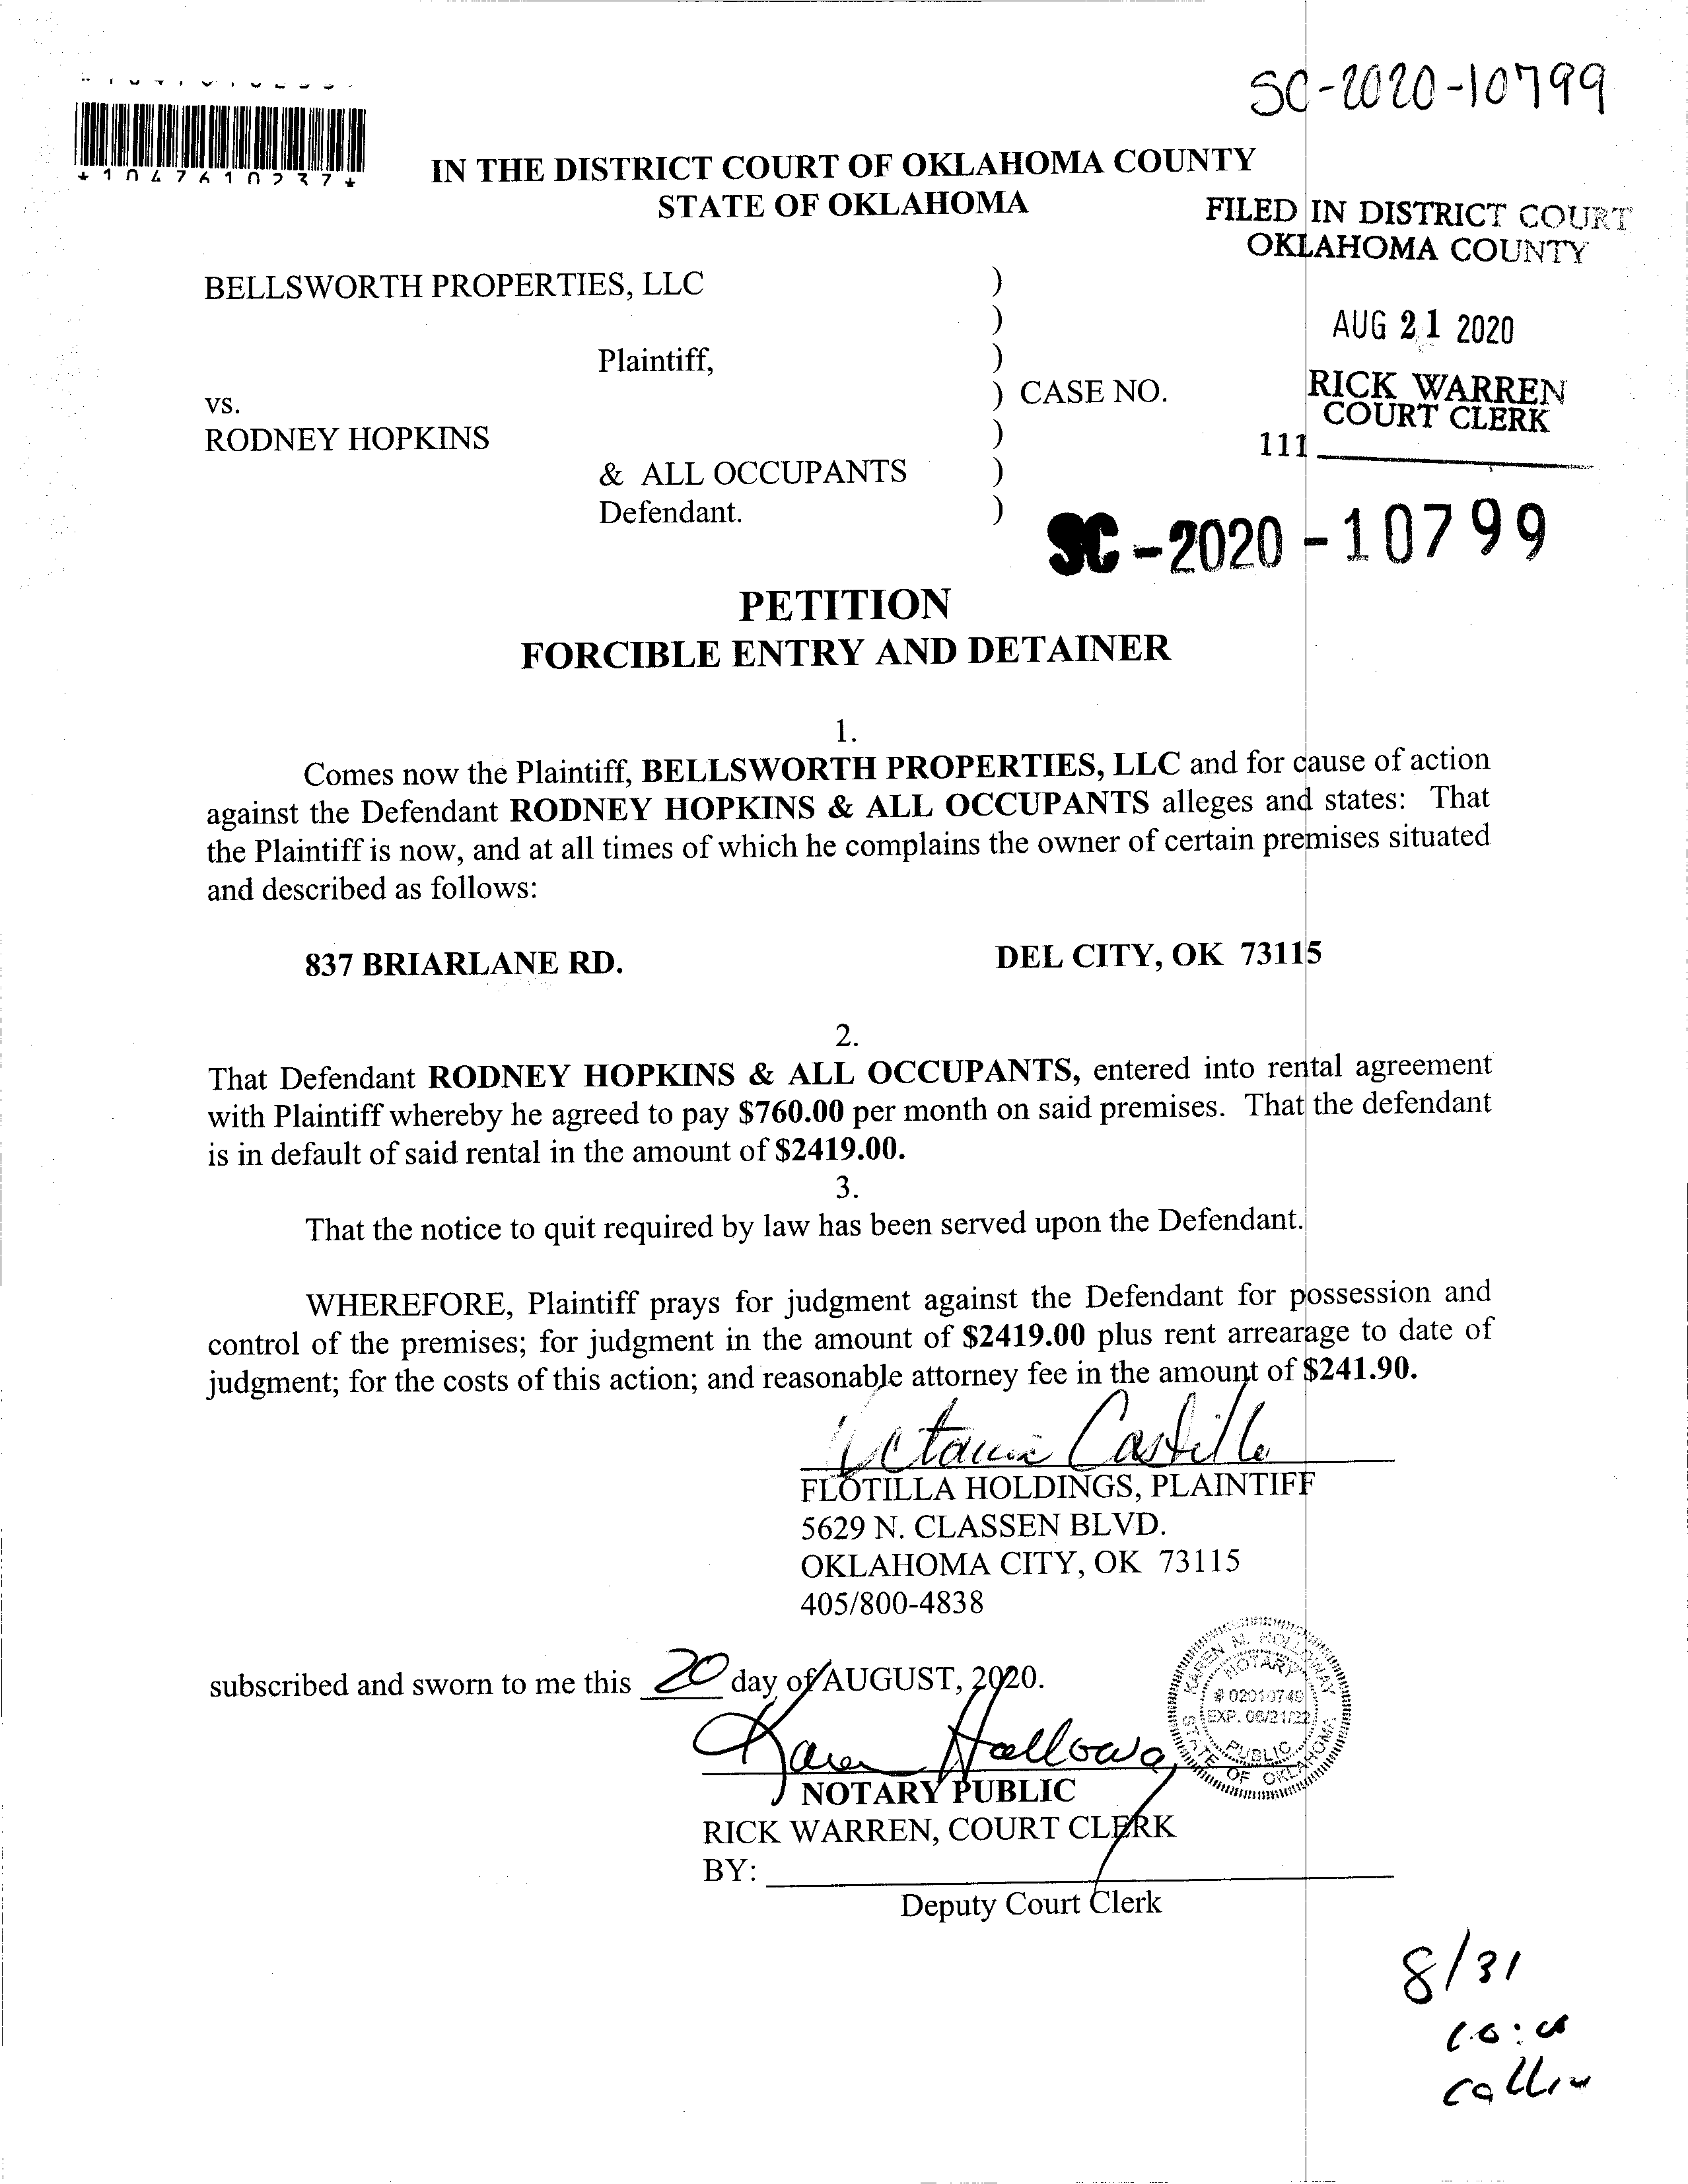 SC-2020-10799
*1047610237*
IN THE DISTRICT COURT OF OKLAHOMA COUNTY
STATE OF OKLAHOMA
FILED IN DISTRICT COURT
OKLAHOMA COUNTY
BELLSWORTH PROPERTIES, LLC )
)
AUG 21 2020
Plaintiff, )
vs. ) CASE NO.
RICK WARREN
COURT CLERK
RODNEY HOPKINS )
111
& ALL OCCUPANTS )
Defendant. )
SC-2020-10799
PETITION
FORCIBLE ENTRY AND DETAINER
1.
Comes now the Plaintiff, BELLSWORTH PROPERTIES, LLC and for cause of action
against the Defendant RODNEY HOPKINS & ALL OCCUPANTS alleges and states: That
the Plaintiff is now, and at all times of which he complains the owner of certain premises situated
and described as follows:
837 BRIARLANE RD. DEL CITY, OK 73115
2.
That Defendant RODNEY HOPKINS & ALL OCCUPANTS, entered into rental agreement
with Plaintiff whereby he agreed to pay $760.00 per month on said premises. That the defendant
is in default of said rental in the amount of $2419.00.
3.
That the notice to quit required by law has been served upon the Defendant.
WHEREFORE, Plaintiff prays for judgment against the Defendant for possession and
control of the premises; for judgment in the amount of $2419.00 plus rent arrearage to date of
judgment; for the costs of this action; and reasonable attorney fee in the amount of $241.90.
Castillo
FLOTILLA HOLDINGS, PLAINTIFF
5629 N. CLASSEN BLVD.
OKLAHOMA CITY, OK 73115
405/800-4838
subscribed and sworn to me this 20 day of AUGUST, 2020.
Karen Holloway
KAREN M. HOLLOWAY
NOTARY
# 02010749
EXP. 06/21/22
PUBLIC
STATE OF OKLAHOMA
NOTARY PUBLIC
RICK WARREN, COURT CLERK
BY:
Deputy Court Clerk
8/31